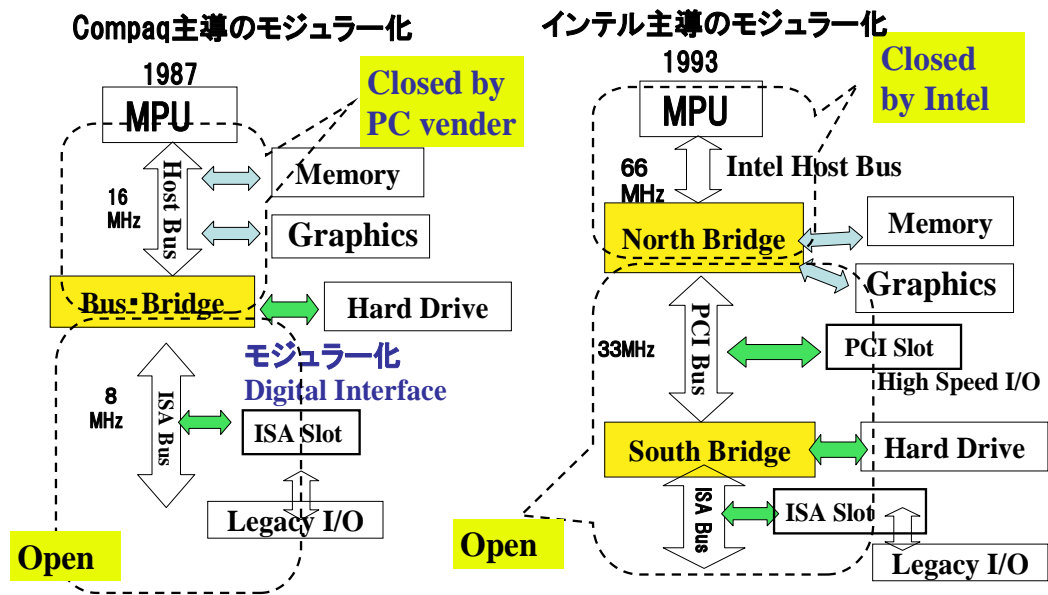 Compaq主導のモジュラー化
1987
MPU
Closed by
PC vender
Host Bus
16
MHz
Memory
Graphics
Bus・Bridge
Hard Drive
モジュラー化
Digital Interface
8
MHz
ISA Bus
ISA Slot
Legacy I/O
Open
インテル主導のモジュラー化
1993
MPU
Closed
by Intel
66
MHz
Intel Host Bus
North Bridge
Memory
Graphics
33MHz
PCI Bus
PCI Slot
High Speed I/O
South Bridge
Hard Drive
ISA Bus
ISA Slot
Legacy I/O
Open